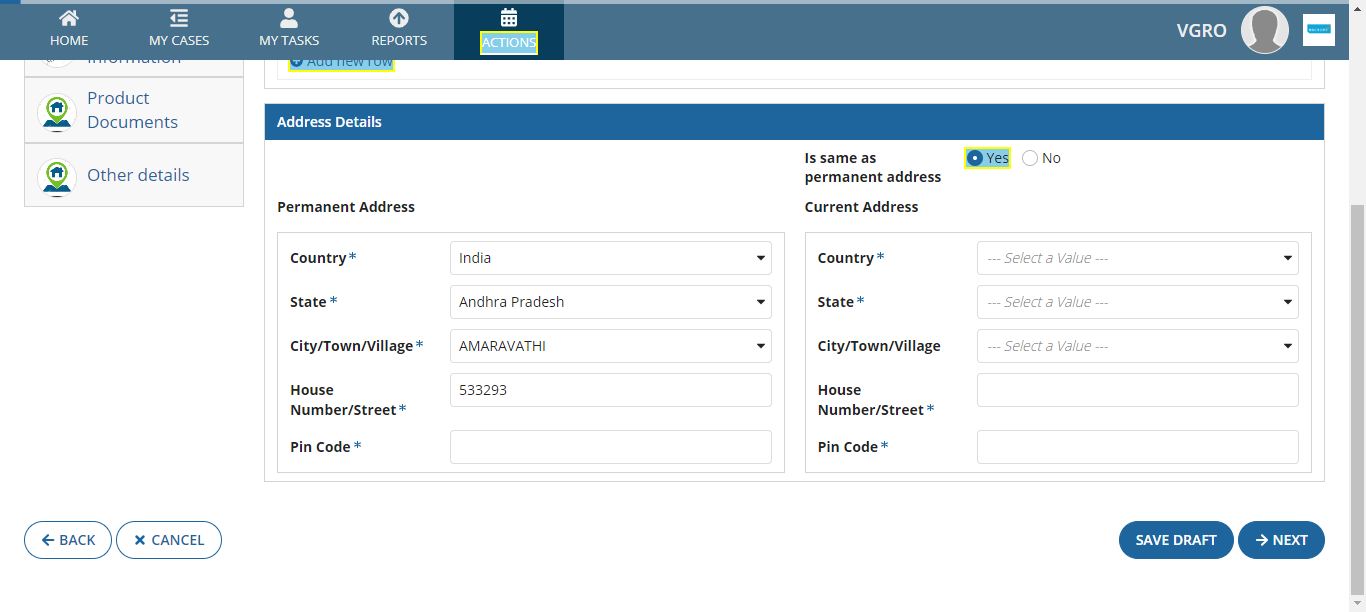 HOME
MY CASES
MY TASKS
REPORTS
ACTIONS
VGRO
Information
Add new row
Product
Documents
Other details
Address Details
Is same as
permanent address
Yes
No
Permanent Address
Current Address
Country*
India
State*
Andhra Pradesh
City/Town/Village*
AMARAVATHI
House
Number/Street*
533293
Pin Code*
Country*
--- Select a Value ---
State*
--- Select a Value ---
City/Town/Village
--- Select a Value ---
House
Number/Street*
Pin Code*
BACK
CANCEL
SAVE DRAFT
NEXT